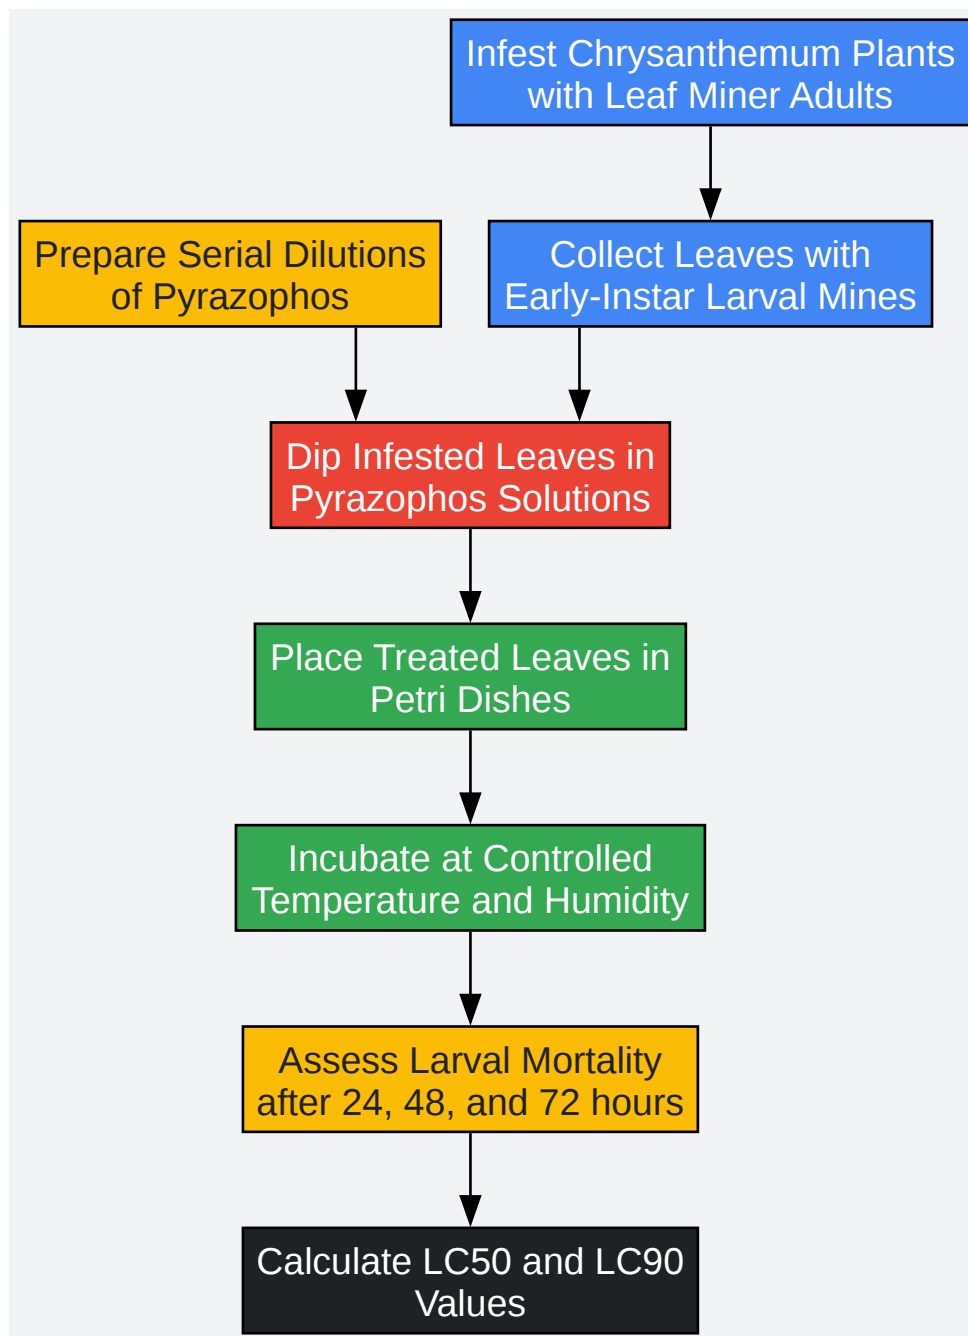 Infest Chrysanthemum Plants
with Leaf Miner Adults
Prepare Serial Dilutions
of Pyrazophos
Collect Leaves with
Early-Instar Larval Mines
Dip Infested Leaves in
Pyrazophos Solutions
Place Treated Leaves in
Petri Dishes
Incubate at Controlled
Temperature and Humidity
Assess Larval Mortality
after 24, 48, and 72 hours
Calculate LC50 and LC90
Values